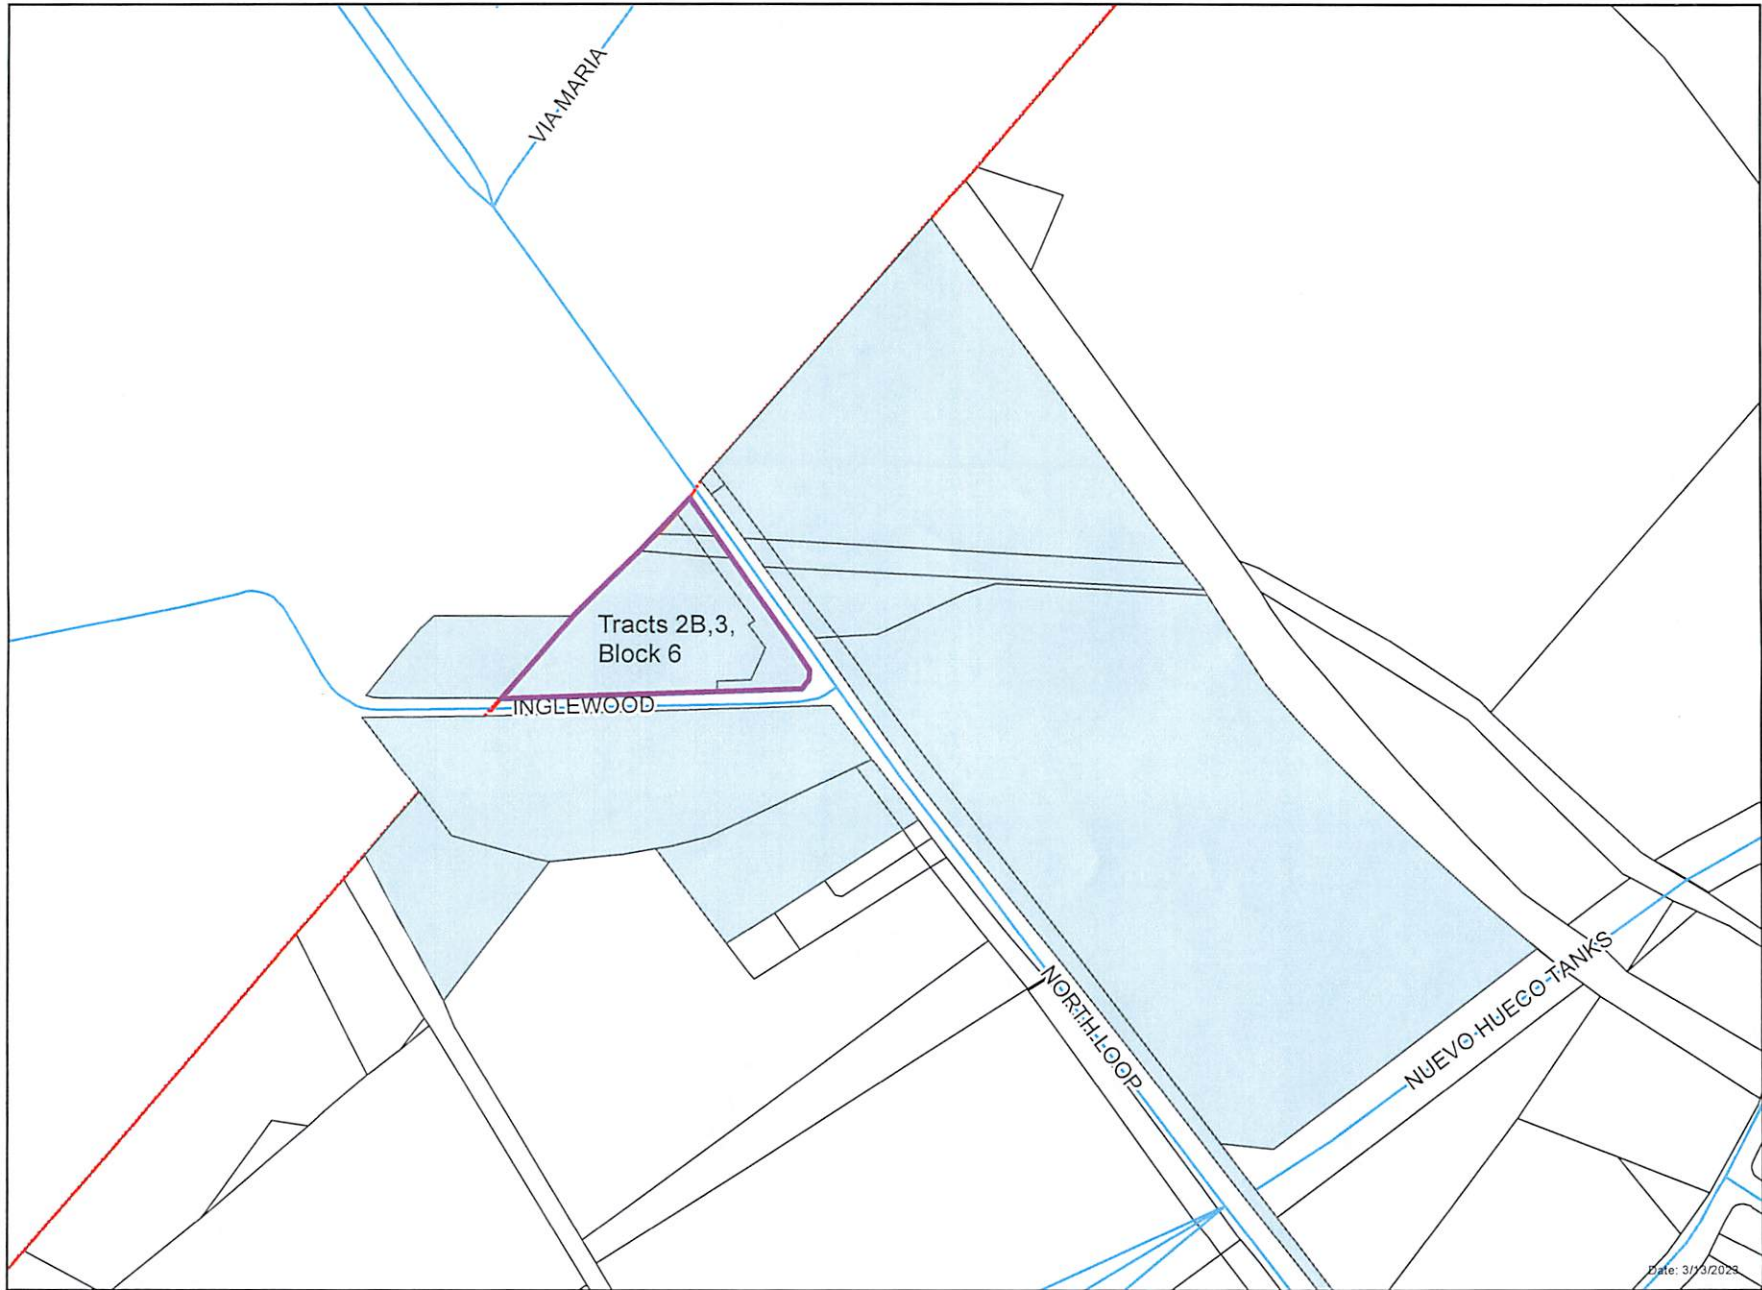 VIA MARIA
Tracts 2B,3,
Block 6
INGLEWOOD
NORTH LOOP
NUEVO HUECO TANKS
Date: 3/13/2023